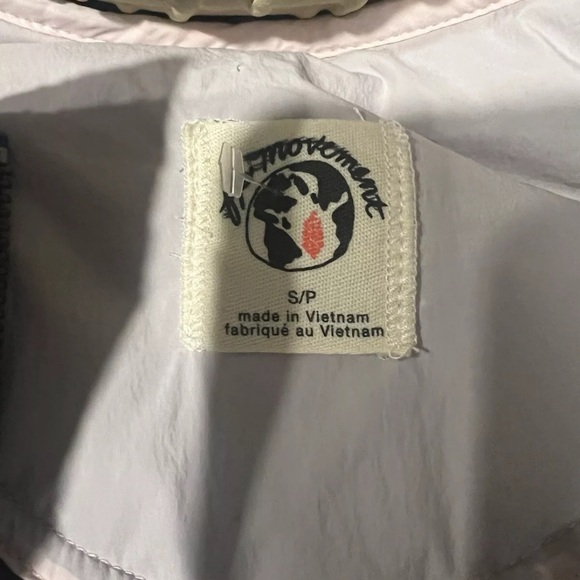 movement
S/P
made in Vietnam
fabriqué au Vietnam